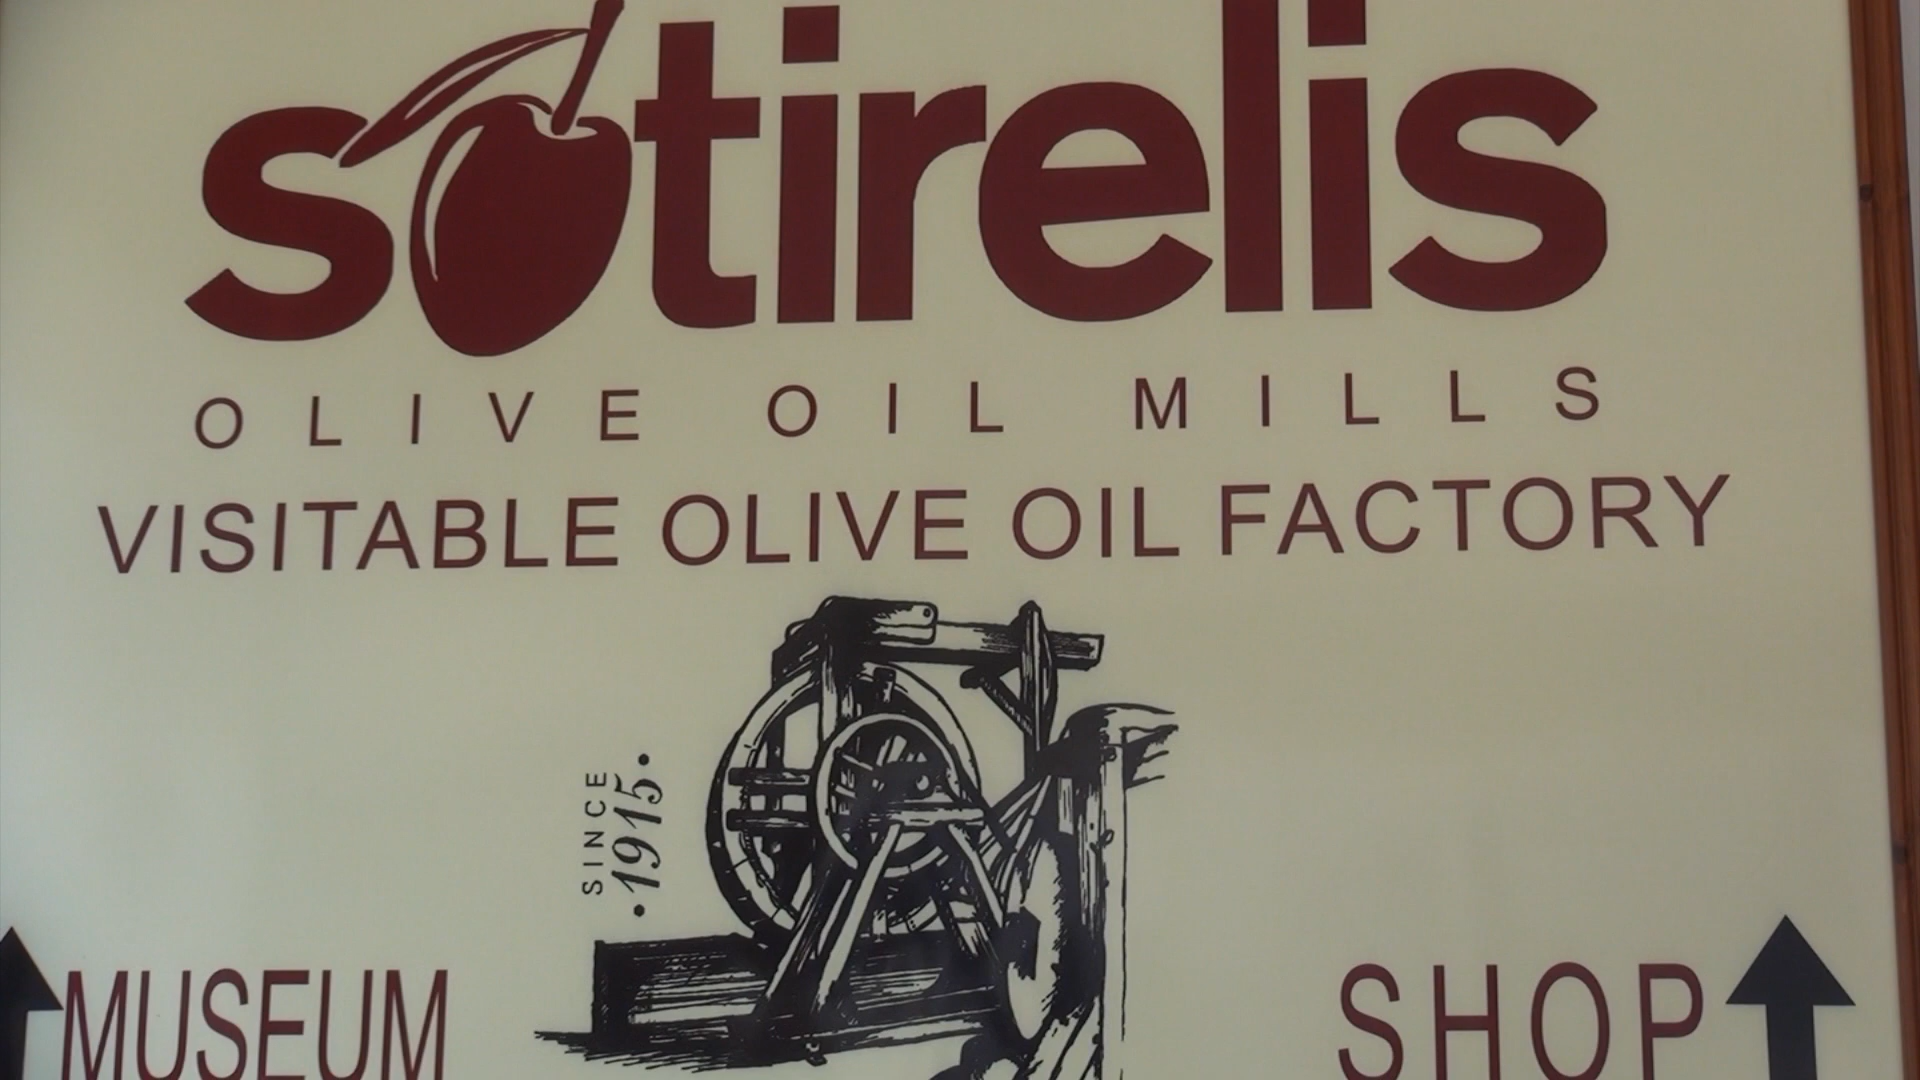 sotirelis
OLIVE OIL MILLS
VISITABLE OLIVE OIL FACTORY
SINCE
·1915·
MUSEUM
SHOP